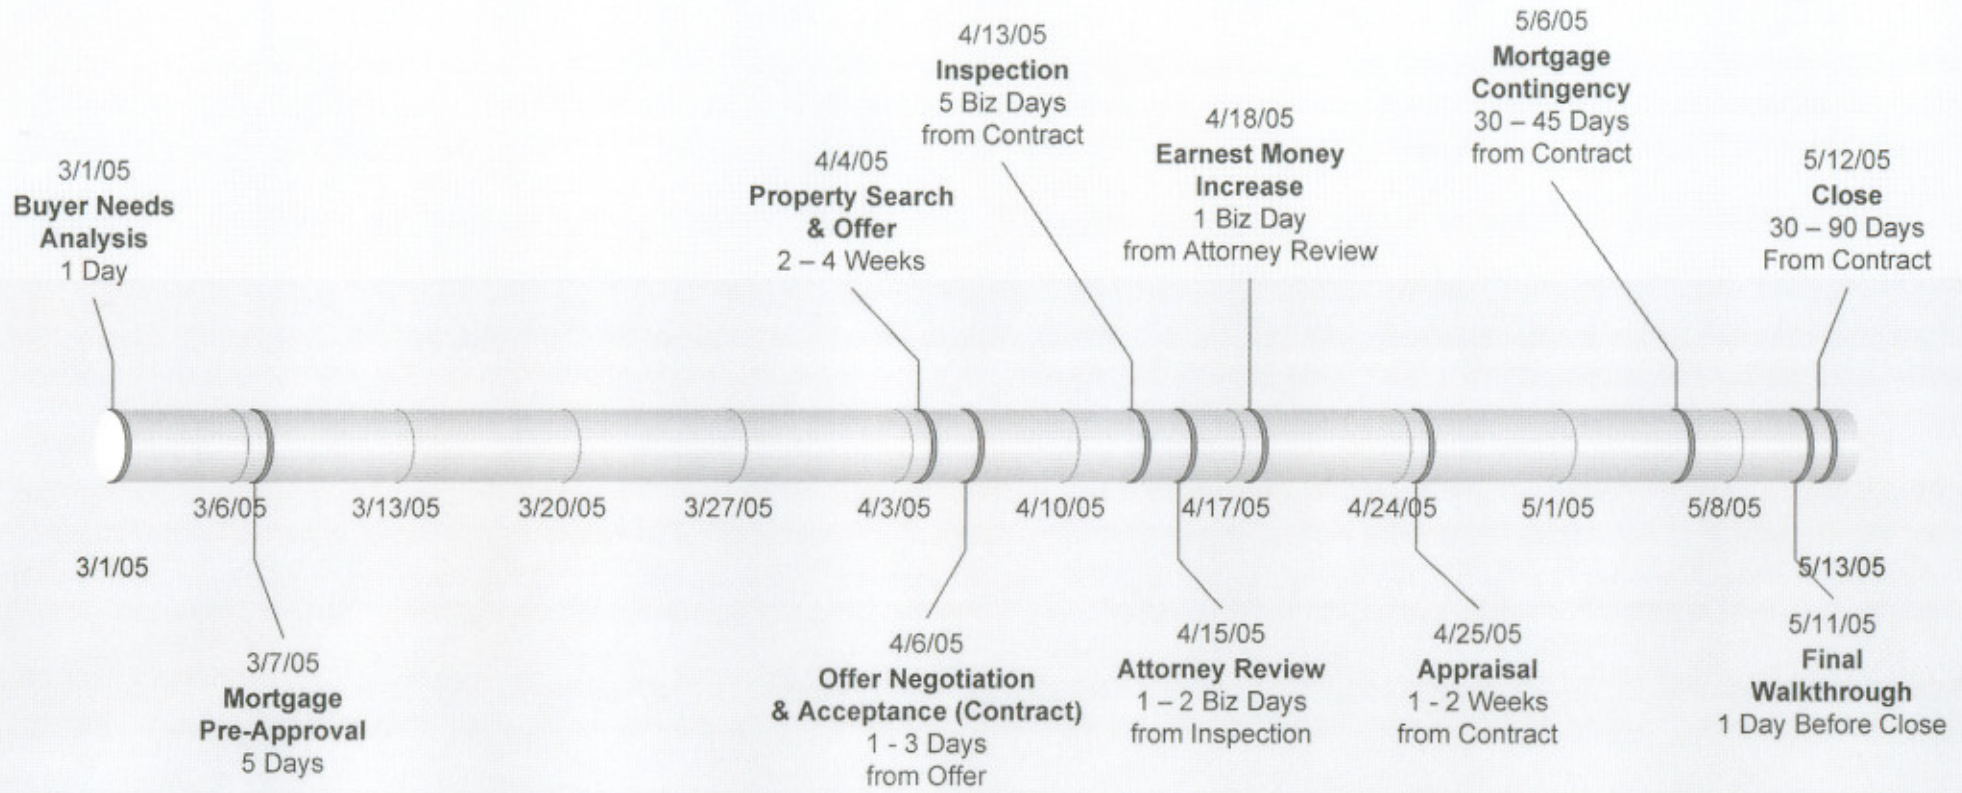 3/1/05
Buyer Needs
Analysis
1 Day
4/4/05
Property Search
& Offer
2 – 4 Weeks
4/13/05
Inspection
5 Biz Days
from Contract
4/18/05
Earnest Money
Increase
1 Biz Day
from Attorney Review
5/6/05
Mortgage
Contingency
30 – 45 Days
from Contract
5/12/05
Close
30 – 90 Days
From Contract
3/6/05
3/13/05
3/20/05
3/27/05
4/3/05
4/10/05
4/17/05
4/24/05
5/1/05
5/8/05
3/1/05
5/13/05
3/7/05
Mortgage
Pre-Approval
5 Days
4/6/05
Offer Negotiation
& Acceptance (Contract)
1 - 3 Days
from Offer
4/15/05
Attorney Review
1 – 2 Biz Days
from Inspection
4/25/05
Appraisal
1 - 2 Weeks
from Contract
5/11/05
Final
Walkthrough
1 Day Before Close